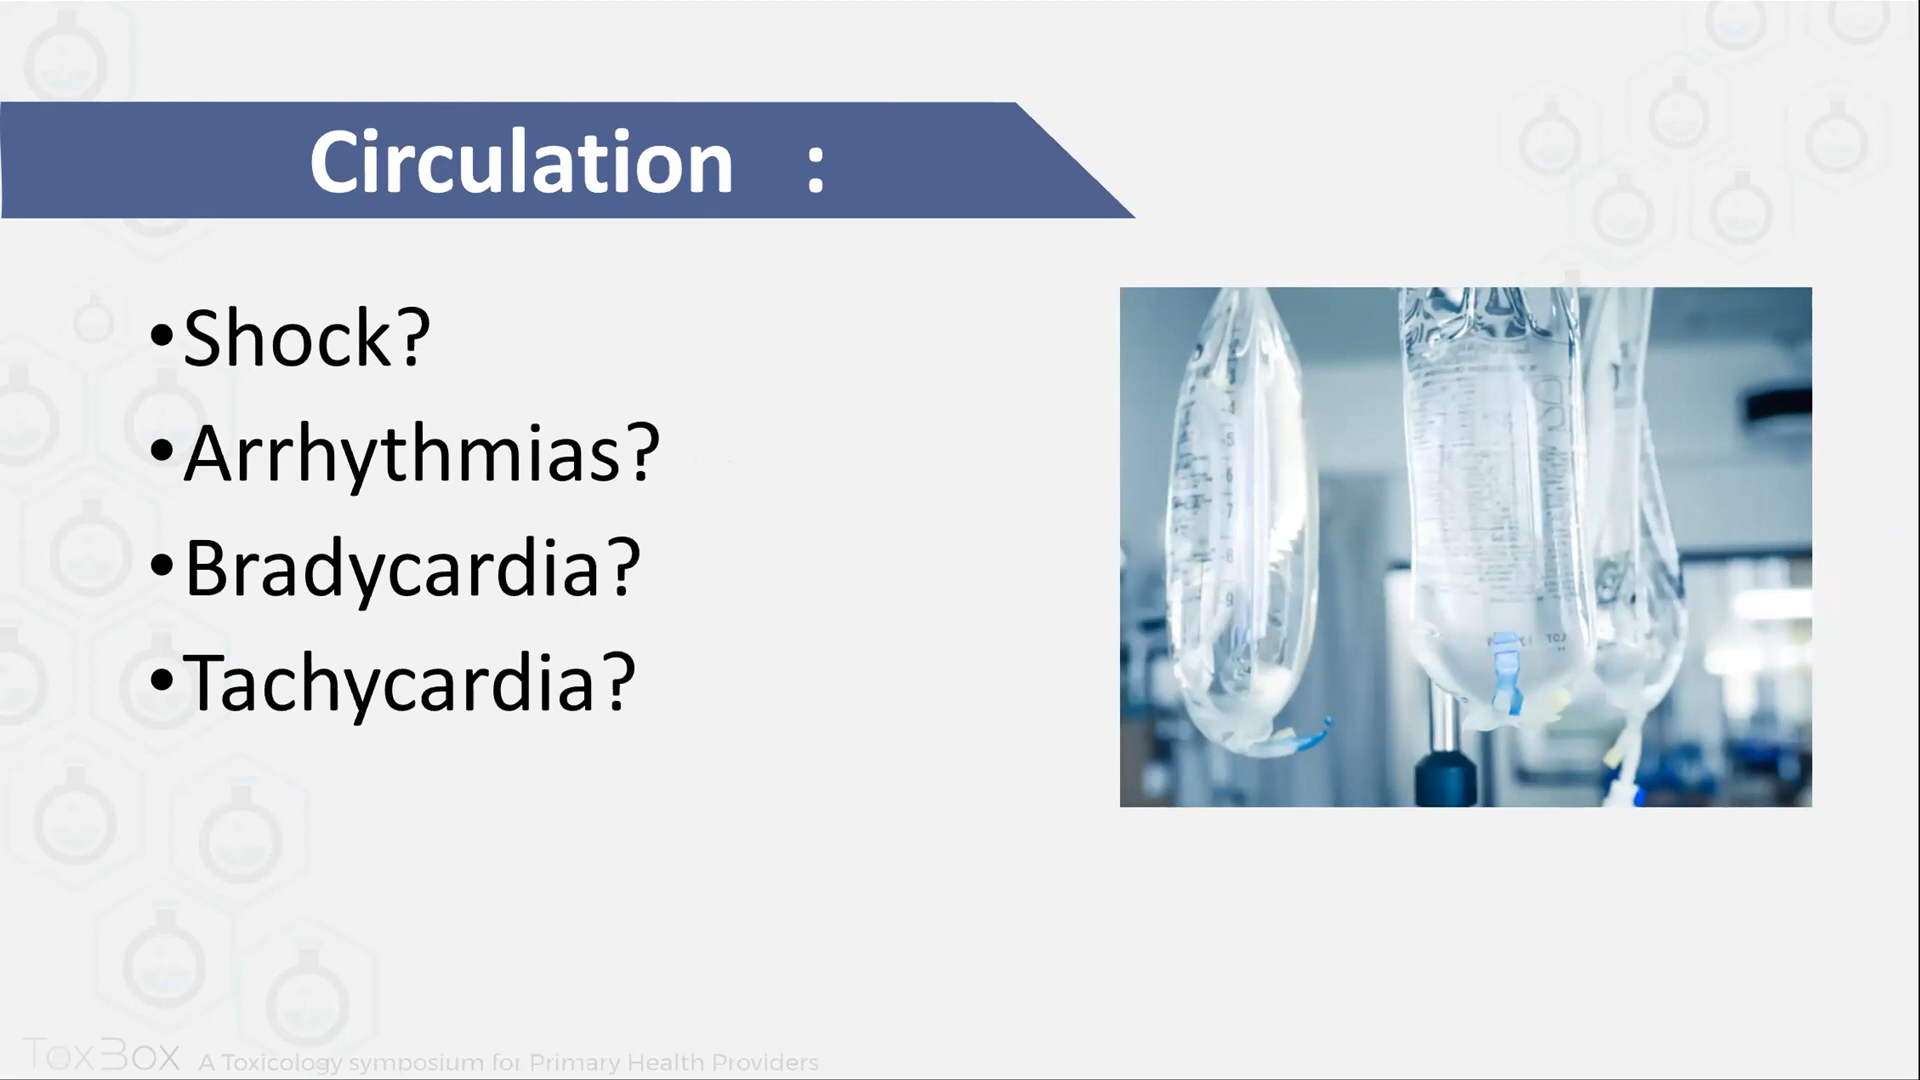 Circulation :
•Shock?
•Arrhythmias?
•Bradycardia?
•Tachycardia?
ToxBox A Toxicology symposium for Primary Health Providers